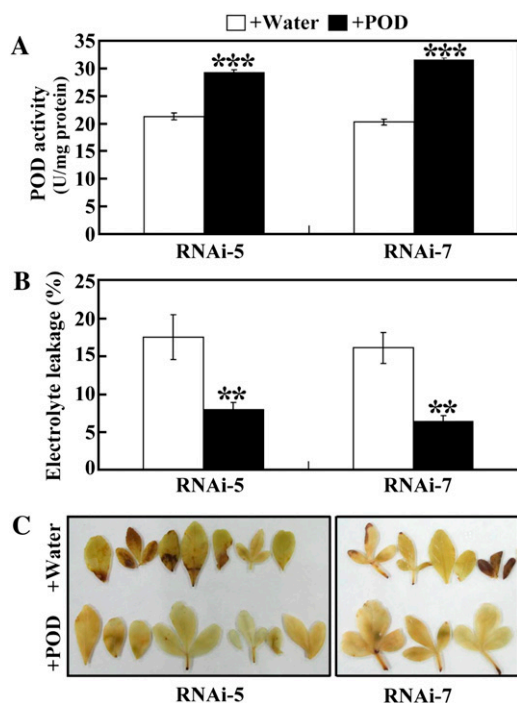 +Water +POD
A
POD activity
(U/mg protein)
35
30
25
20
15
10
5
0
***
***
RNAi-5 RNAi-7
B
Electrolyte leakage (%)
25
20
15
10
5
0
**
**
RNAi-5 RNAi-7
C
+Water
+POD
RNAi-5 RNAi-7